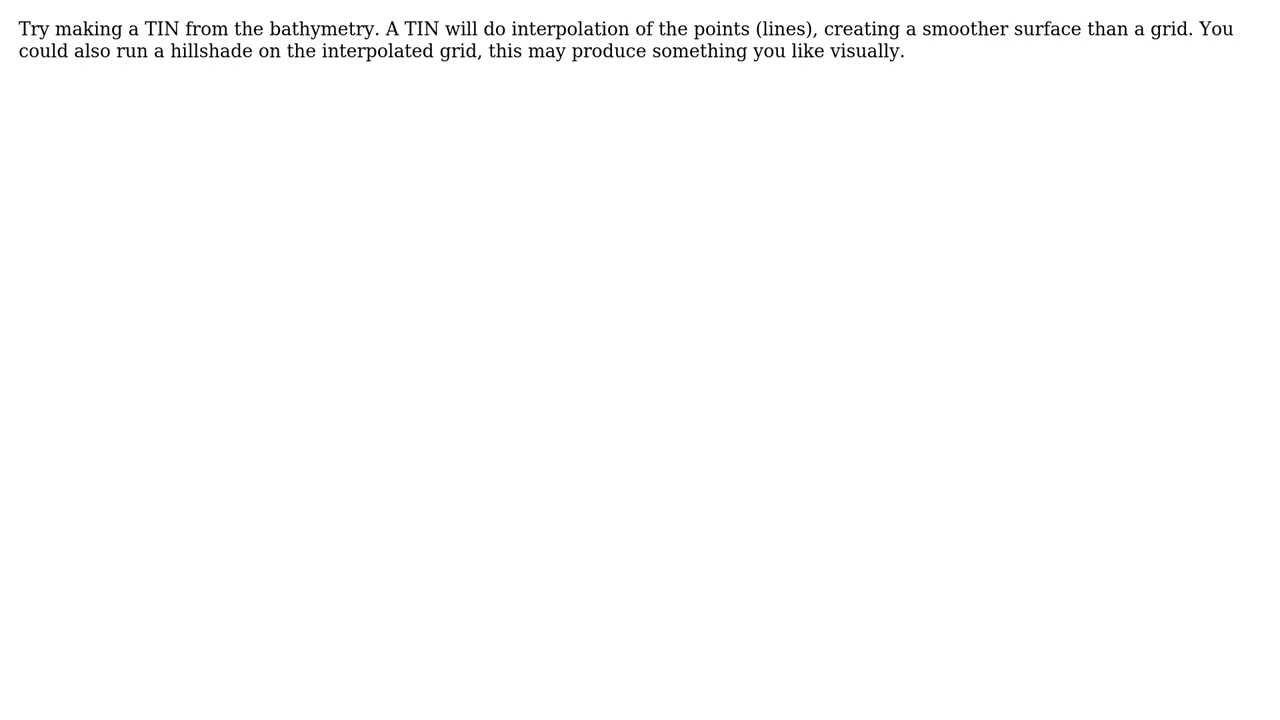 Try making a TIN from the bathymetry. A TIN will do interpolation of the points (lines), creating a smoother surface than a grid. You
could also run a hillshade on the interpolated grid, this may produce something you like visually.